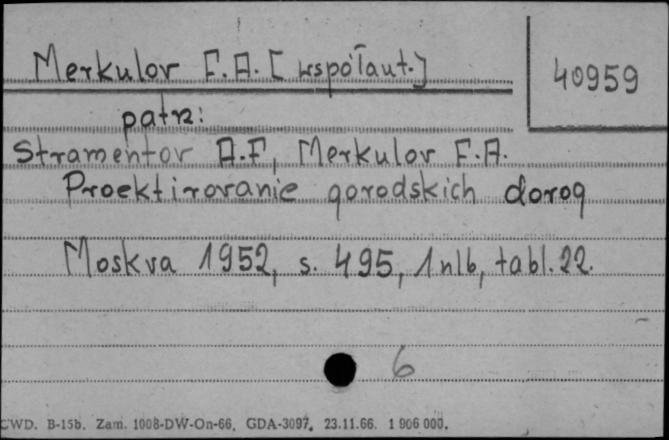 Merkulov E.A. [współaut.]
40959
patrz:
Stramentov A.E, Merkulov E.A.
Proektirovanie gorodskich dorog
Moskva 1952, s. 495, 1 nlb, tabl. 22.
6
CWD. B-15b. Zam. 1008-DW-On-66. GDA-3097. 23.11.66. 1 906 000.